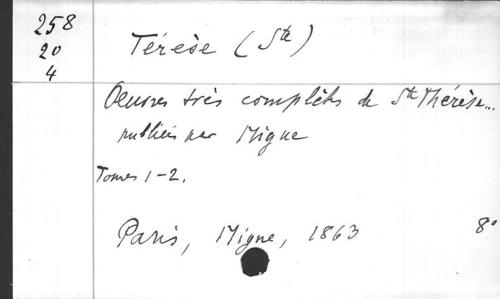 258
20
4
Térèse (Ste)
Oeuvres très complètes de Ste Thérèse...
publiées par Migne
Tomes 1-2.
Paris, Migne, 1863 8°